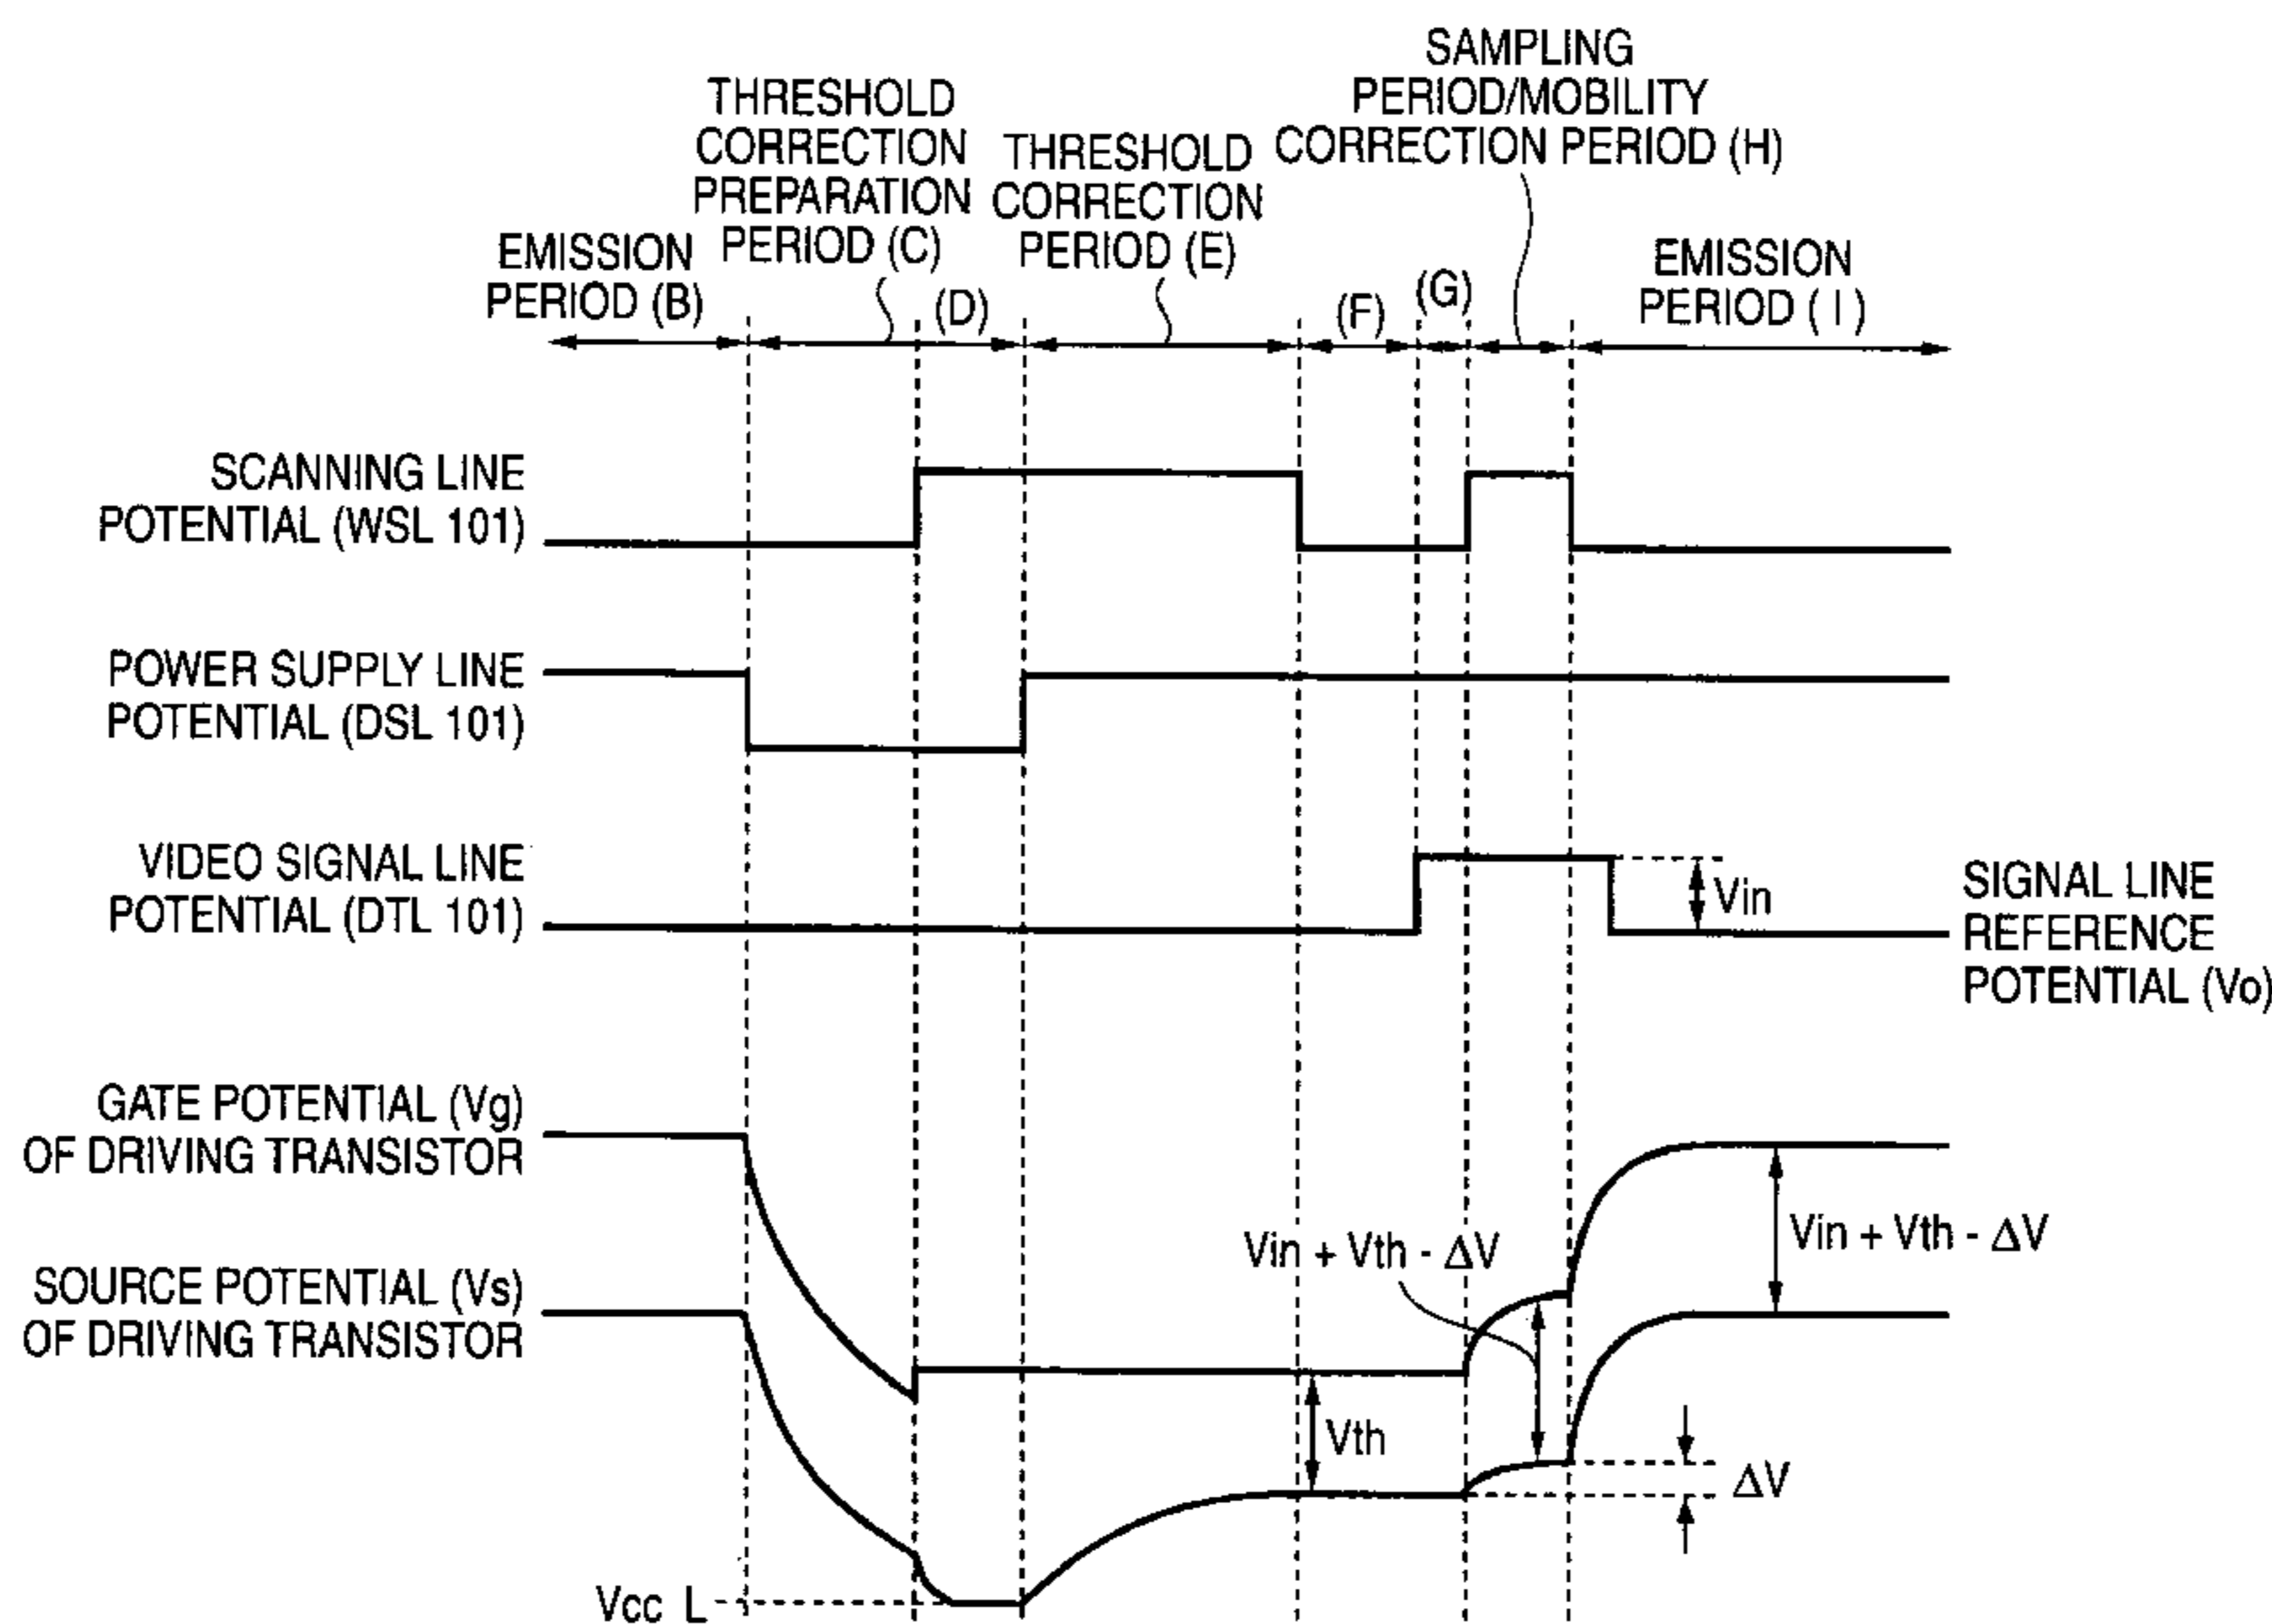 SAMPLING
PERIOD/MOBILITY
CORRECTION PERIOD (H)
THRESHOLD
CORRECTION
PREPARATION
PERIOD (C)
THRESHOLD
CORRECTION
PERIOD (E)
EMISSION
PERIOD (B)
(D)
(F)
(G)
EMISSION
PERIOD ( I )
SCANNING LINE
POTENTIAL (WSL 101)
POWER SUPPLY LINE
POTENTIAL (DSL 101)
VIDEO SIGNAL LINE
POTENTIAL (DTL 101)
Vin
SIGNAL LINE
REFERENCE
POTENTIAL (Vo)
GATE POTENTIAL (Vg)
OF DRIVING TRANSISTOR
Vin + Vth - ΔV
Vin + Vth - ΔV
SOURCE POTENTIAL (Vs)
OF DRIVING TRANSISTOR
Vth
ΔV
Vcc L